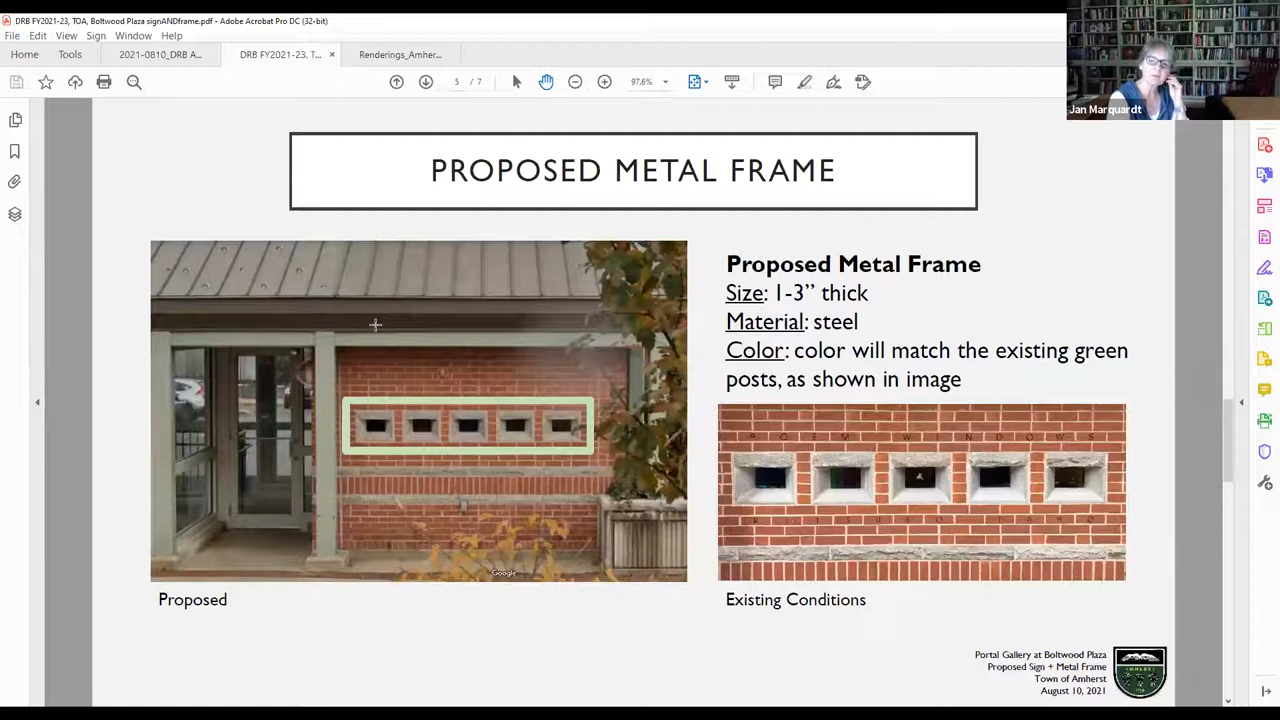 DRB FY2021-23, TOA, Boltwood Plaza signANDframe.pdf - Adobe Acrobat Pro DC (32-bit)
File Edit View Sign Window Help
Home Tools 2021-0810_DRB A... DRB FY2021-23, T... × Renderings_Amher...
5 / 7 97.6%
Jan Marquardt
PROPOSED METAL FRAME
Proposed Metal Frame
Size: 1-3” thick
Material: steel
Color: color will match the existing green
posts, as shown in image
POEM WINDOWS
Google
Proposed
Existing Conditions
Portal Gallery at Boltwood Plaza
Proposed Sign + Metal Frame
Town of Amherst
August 10, 2021